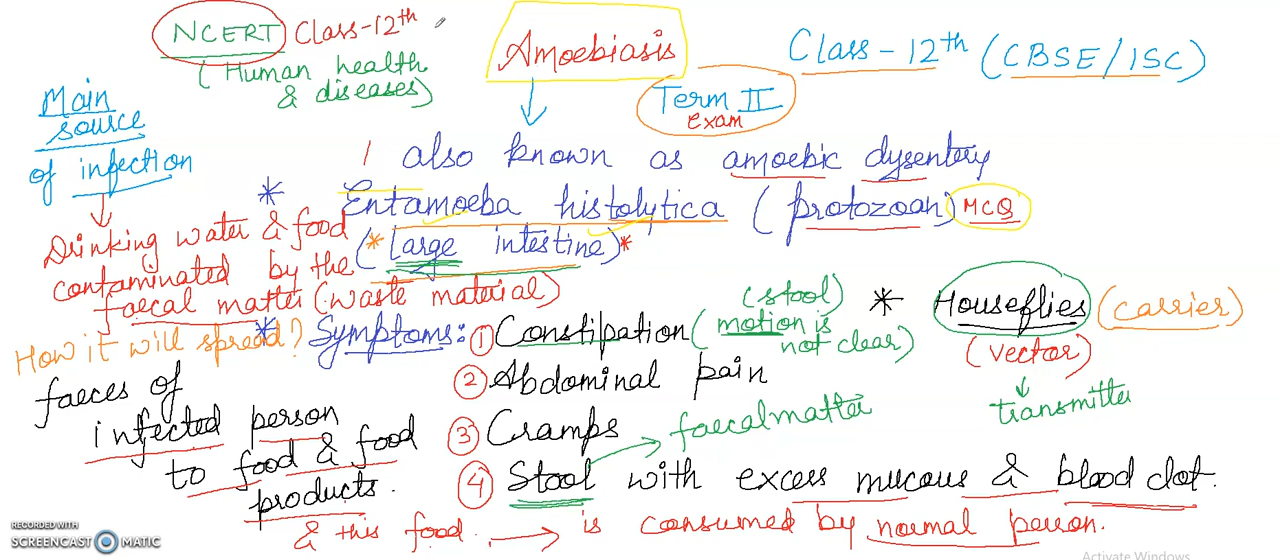 NCERT Class-12th
(Human health
& diseases)
Amoebiasis
Class-12th (CBSE/ISC)
Term II
exam
Main
source
of infection
Drinking water & food
contaminated by the
faecal matter (waste material)
1 also known as amoebic dysentery
* Entamoeba histolytica (protozoan) MCQ
*(large intestine)*
* Symptoms: ① Constipation (motion is
not clear)
(stool)
② Abdominal pain
③ Cramps
faecal matter
④ Stool with excess mucous & blood clot.
* Houseflies (carrier)
(vector)
transmitter
How it will spread?
faeces of
infected person
to food & food
products.
& this food → is consumed by normal person.
RECORDED WITH
SCREENCAST MATIC
Activate Windows